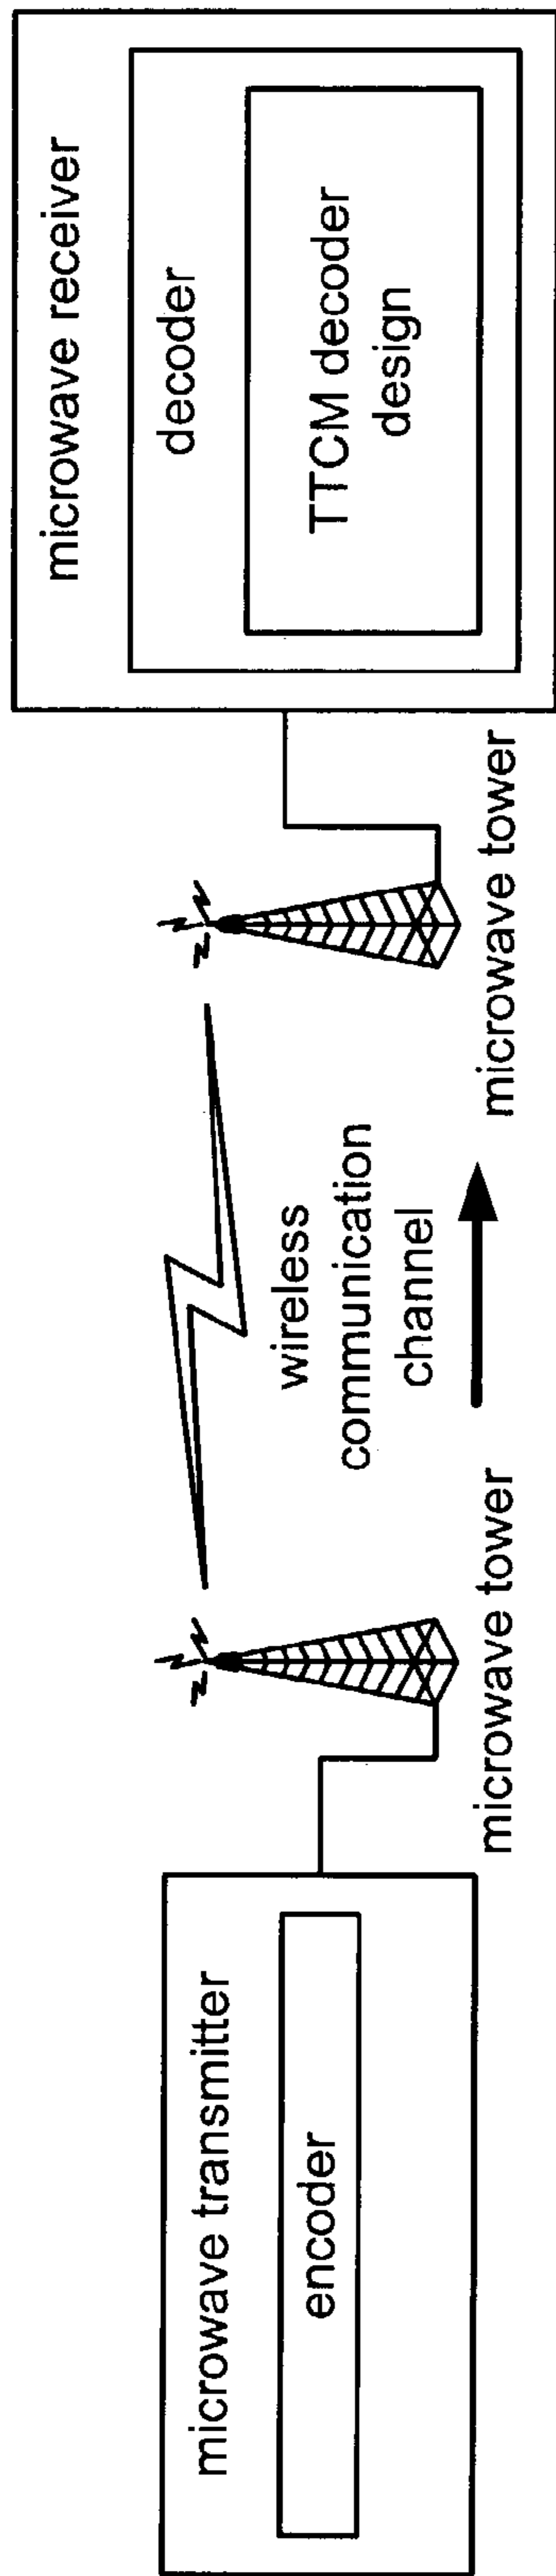 microwave transmitter
encoder
microwave tower
wireless
communication
channel
microwave tower
microwave receiver
decoder
TTCM decoder
design